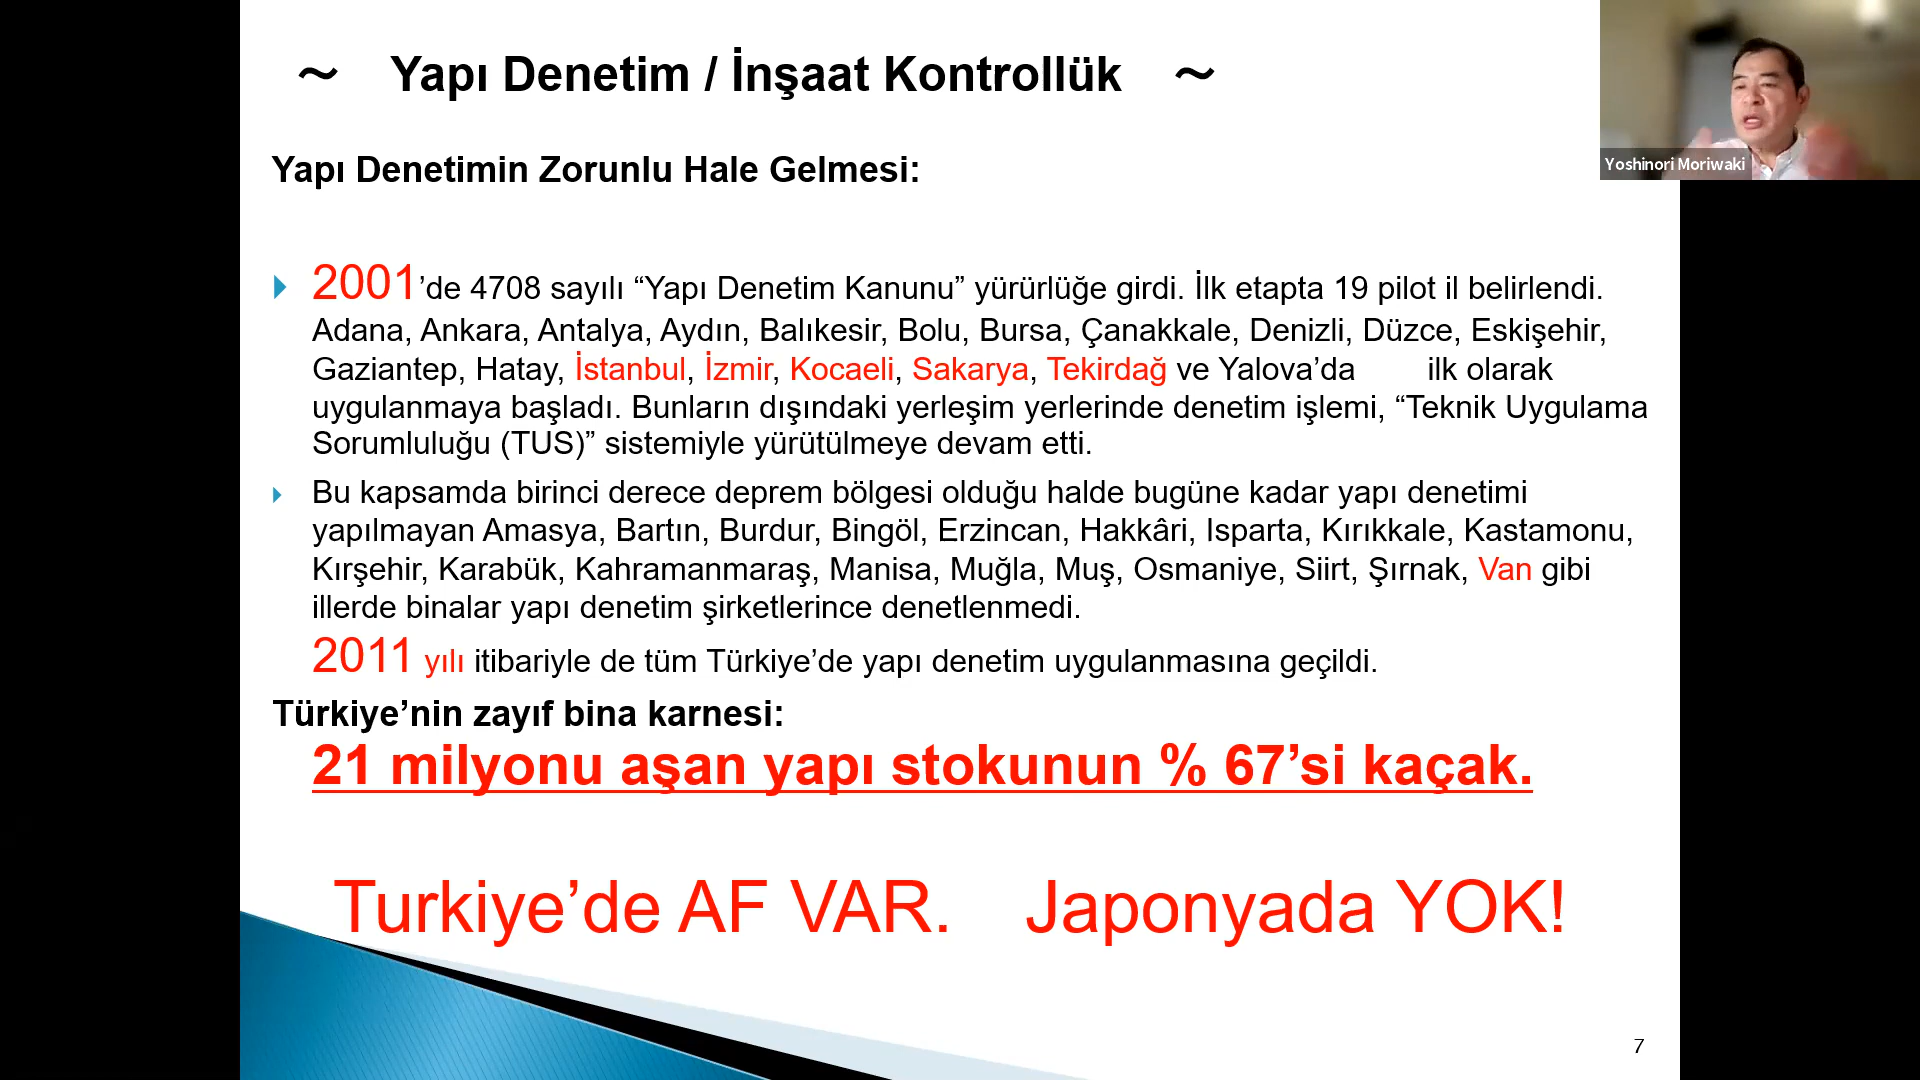 ～ Yapı Denetim / İnşaat Kontrollük ～
Yoshinori Moriwaki
Yapı Denetimin Zorunlu Hale Gelmesi:
2001’de 4708 sayılı “Yapı Denetim Kanunu” yürürlüğe girdi. İlk etapta 19 pilot il belirlendi.
Adana, Ankara, Antalya, Aydın, Balıkesir, Bolu, Bursa, Çanakkale, Denizli, Düzce, Eskişehir,
Gaziantep, Hatay, İstanbul, İzmir, Kocaeli, Sakarya, Tekirdağ ve Yalova’da ilk olarak
uygulanmaya başladı. Bunların dışındaki yerleşim yerlerinde denetim işlemi, “Teknik Uygulama
Sorumluluğu (TUS)” sistemiyle yürütülmeye devam etti.
Bu kapsamda birinci derece deprem bölgesi olduğu halde bugüne kadar yapı denetimi
yapılmayan Amasya, Bartın, Burdur, Bingöl, Erzincan, Hakkâri, Isparta, Kırıkkale, Kastamonu,
Kırşehir, Karabük, Kahramanmaraş, Manisa, Muğla, Muş, Osmaniye, Siirt, Şırnak, Van gibi
illerde binalar yapı denetim şirketlerince denetlenmedi.
2011 yılı itibariyle de tüm Türkiye’de yapı denetim uygulanmasına geçildi.
Türkiye’nin zayıf bina karnesi:
21 milyonu aşan yapı stokunun % 67’si kaçak.
Turkiye’de AF VAR. Japonyada YOK!
7